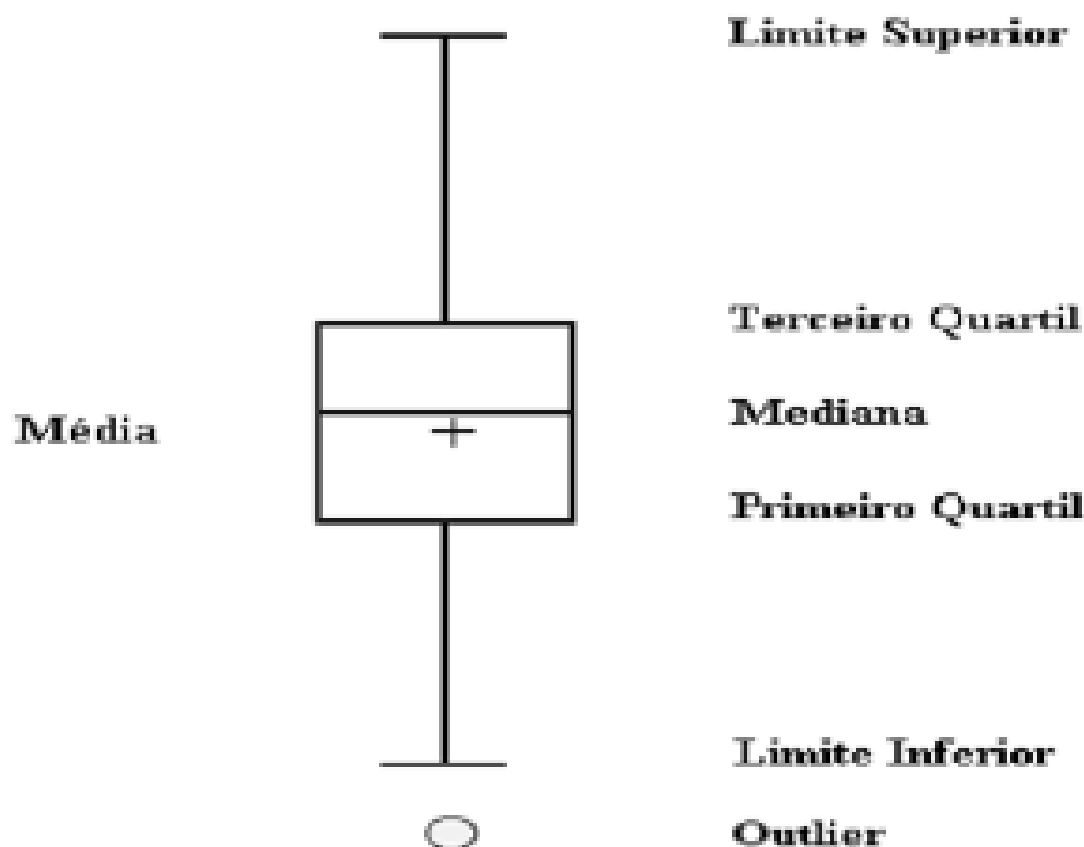 Limite Superior
Terceiro Quartil
Mediana
Média
Primeiro Quartil
Limite Inferior
Outlier